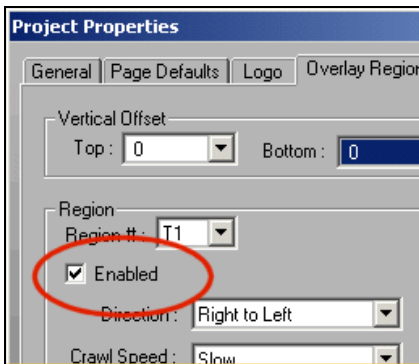 Project Properties
General Page Defaults Logo Overlay Region
Vertical Offset
Top : 0 Bottom : 0
Region
Region # : T1
Enabled
Direction : Right to Left
Crawl Speed : Slow